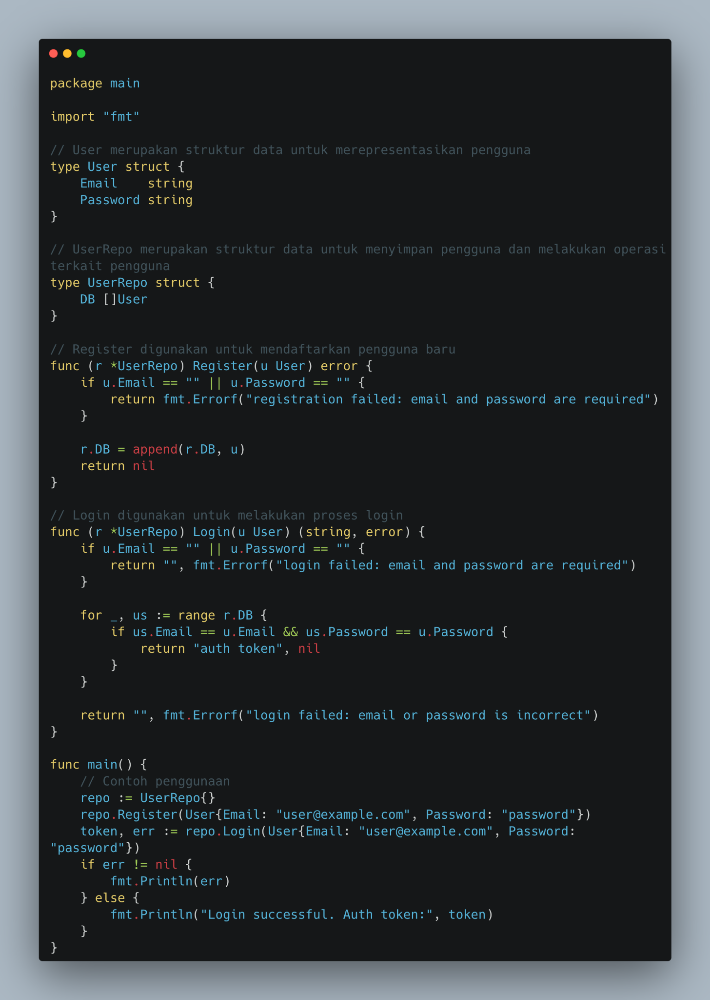 package main

import "fmt"

// User merupakan struktur data untuk merepresentasikan pengguna
type User struct {
    Email    string
    Password string
}

// UserRepo merupakan struktur data untuk menyimpan pengguna dan melakukan operasi
terkait pengguna
type UserRepo struct {
    DB []User
}

// Register digunakan untuk mendaftarkan pengguna baru
func (r *UserRepo) Register(u User) error {
    if u.Email == "" || u.Password == "" {
        return fmt.Errorf("registration failed: email and password are required")
    }

    r.DB = append(r.DB, u)
    return nil
}

// Login digunakan untuk melakukan proses login
func (r *UserRepo) Login(u User) (string, error) {
    if u.Email == "" || u.Password == "" {
        return "", fmt.Errorf("login failed: email and password are required")
    }

    for _, us := range r.DB {
        if us.Email == u.Email && us.Password == u.Password {
            return "auth token", nil
        }
    }

    return "", fmt.Errorf("login failed: email or password is incorrect")
}

func main() {
    // Contoh penggunaan
    repo := UserRepo{}
    repo.Register(User{Email: "user@example.com", Password: "password"})
    token, err := repo.Login(User{Email: "user@example.com", Password:
"password"})
    if err != nil {
        fmt.Println(err)
    } else {
        fmt.Println("Login successful. Auth token:", token)
    }
}